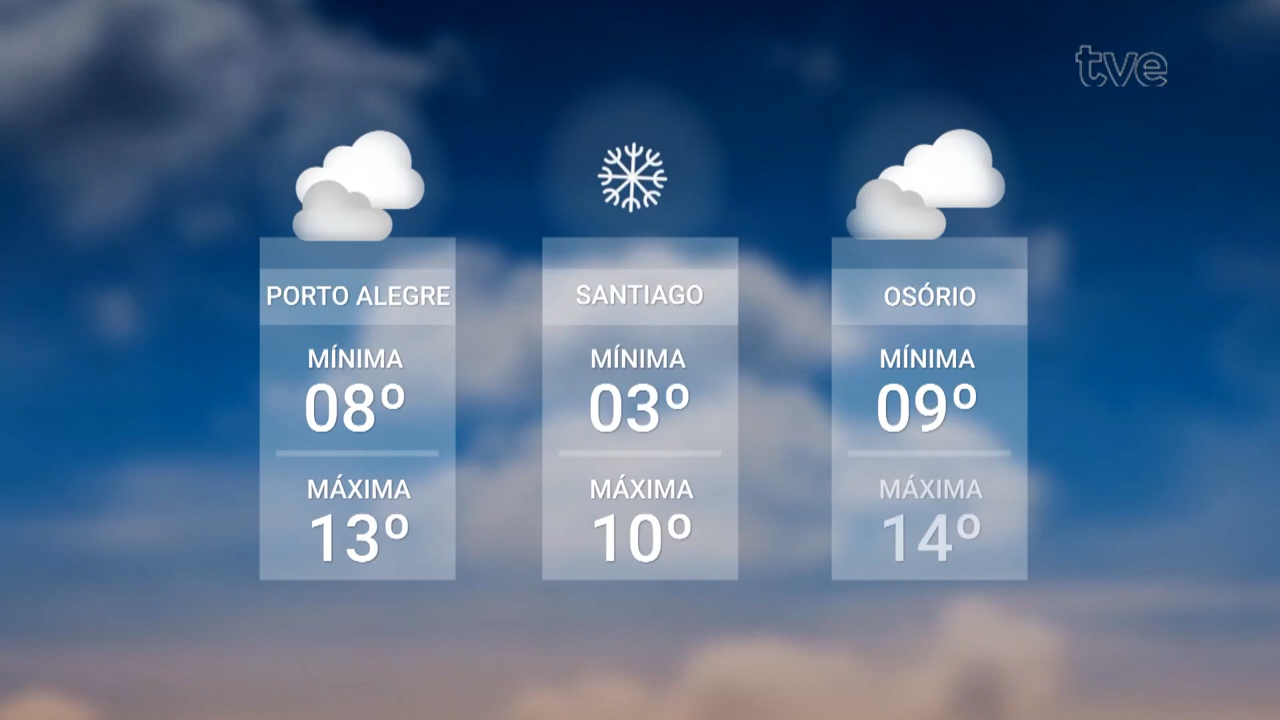 tve
PORTO ALEGRE
MÍNIMA
08º
MÁXIMA
13º
SANTIAGO
MÍNIMA
03º
MÁXIMA
10º
OSÓRIO
MÍNIMA
09º
MÁXIMA
14º